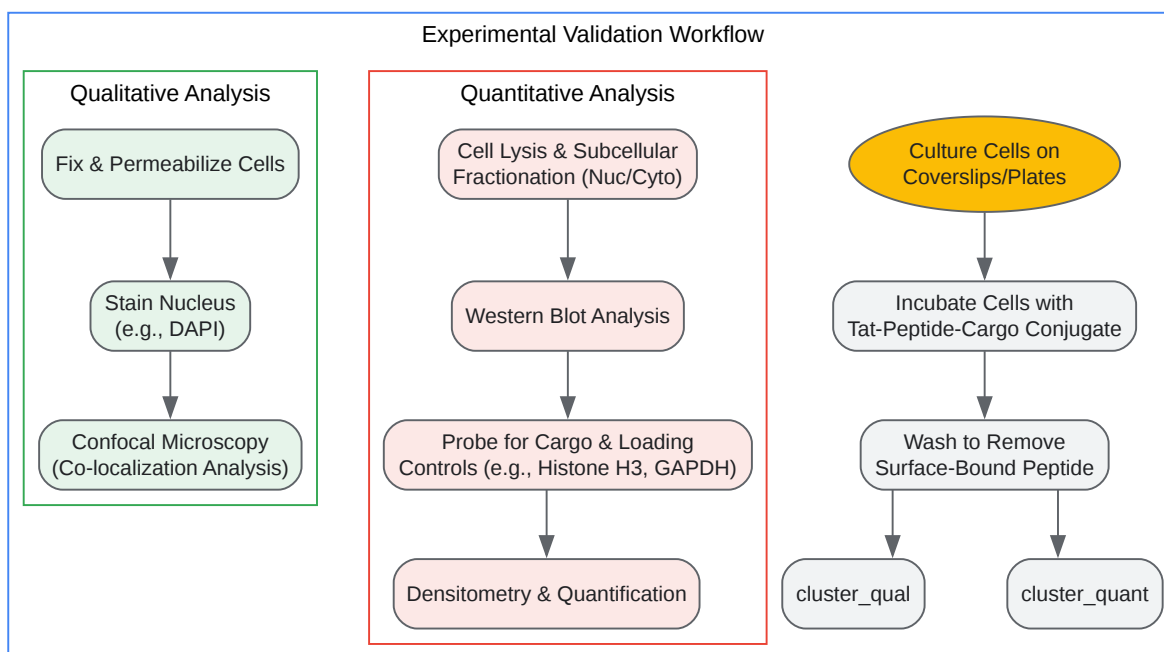 Experimental Validation Workflow
Qualitative Analysis
Fix & Permeabilize Cells
Stain Nucleus
(e.g., DAPI)
Confocal Microscopy
(Co-localization Analysis)
Quantitative Analysis
Cell Lysis & Subcellular
Fractionation (Nuc/Cyto)
Western Blot Analysis
Probe for Cargo & Loading
Controls (e.g., Histone H3, GAPDH)
Densitometry & Quantification
Culture Cells on
Coverslips/Plates
Incubate Cells with
Tat-Peptide-Cargo Conjugate
Wash to Remove
Surface-Bound Peptide
cluster_qual
cluster_quant